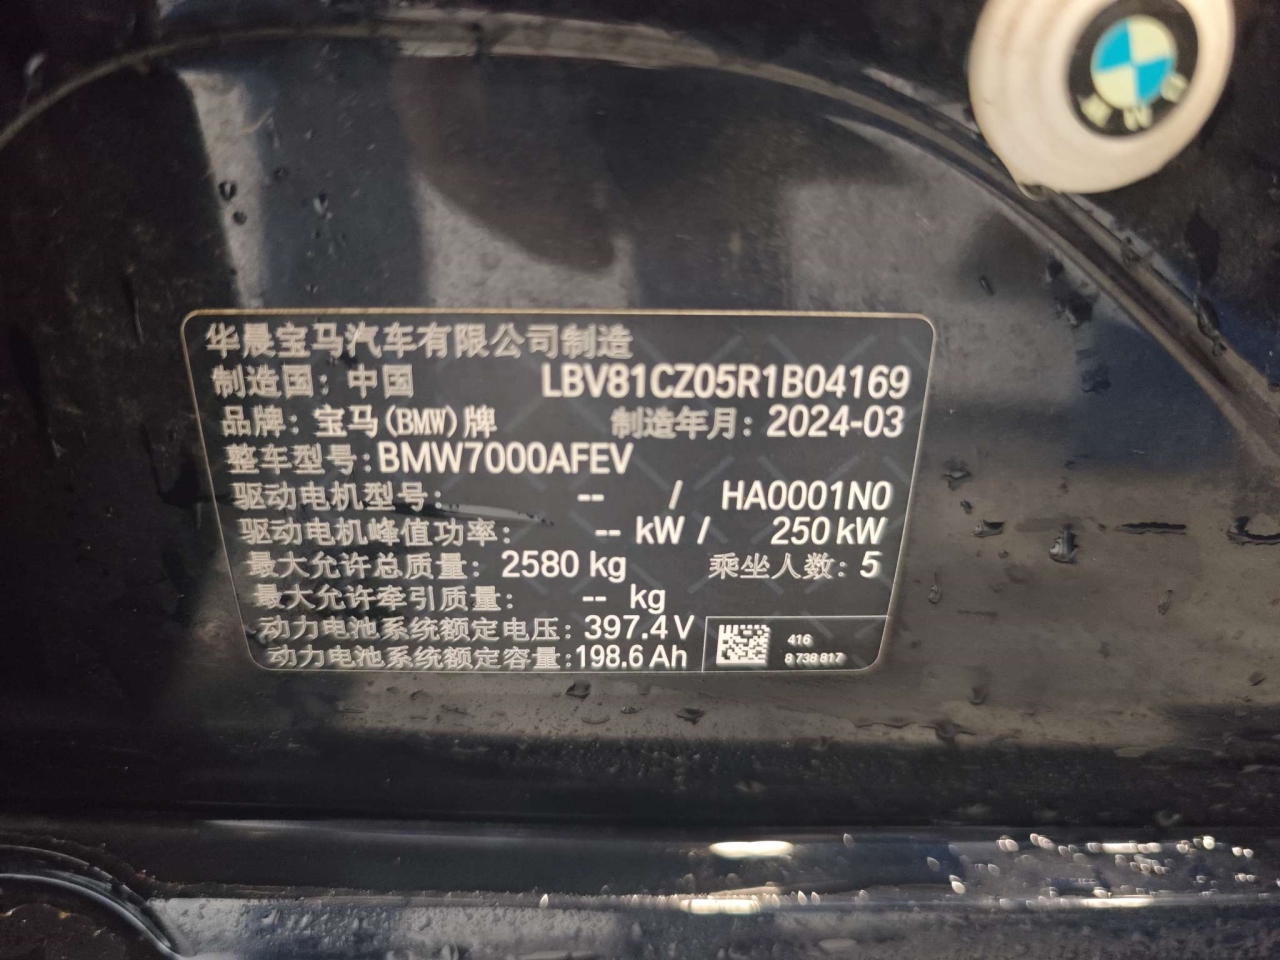 BMW
华晨宝马汽车有限公司制造
制造国：中国 LBV81CZ05R1B04169
品牌：宝马(BMW)牌 制造年月：2024-03
整车型号：BMW7000AFEV
驱动电机型号： -- / HA0001N0
驱动电机峰值功率： -- kW / 250 kW
最大允许总质量：2580 kg 乘坐人数：5
最大允许牵引质量： -- kg
动力电池系统额定电压：397.4 V
动力电池系统额定容量：198.6 Ah
416
8 738 817